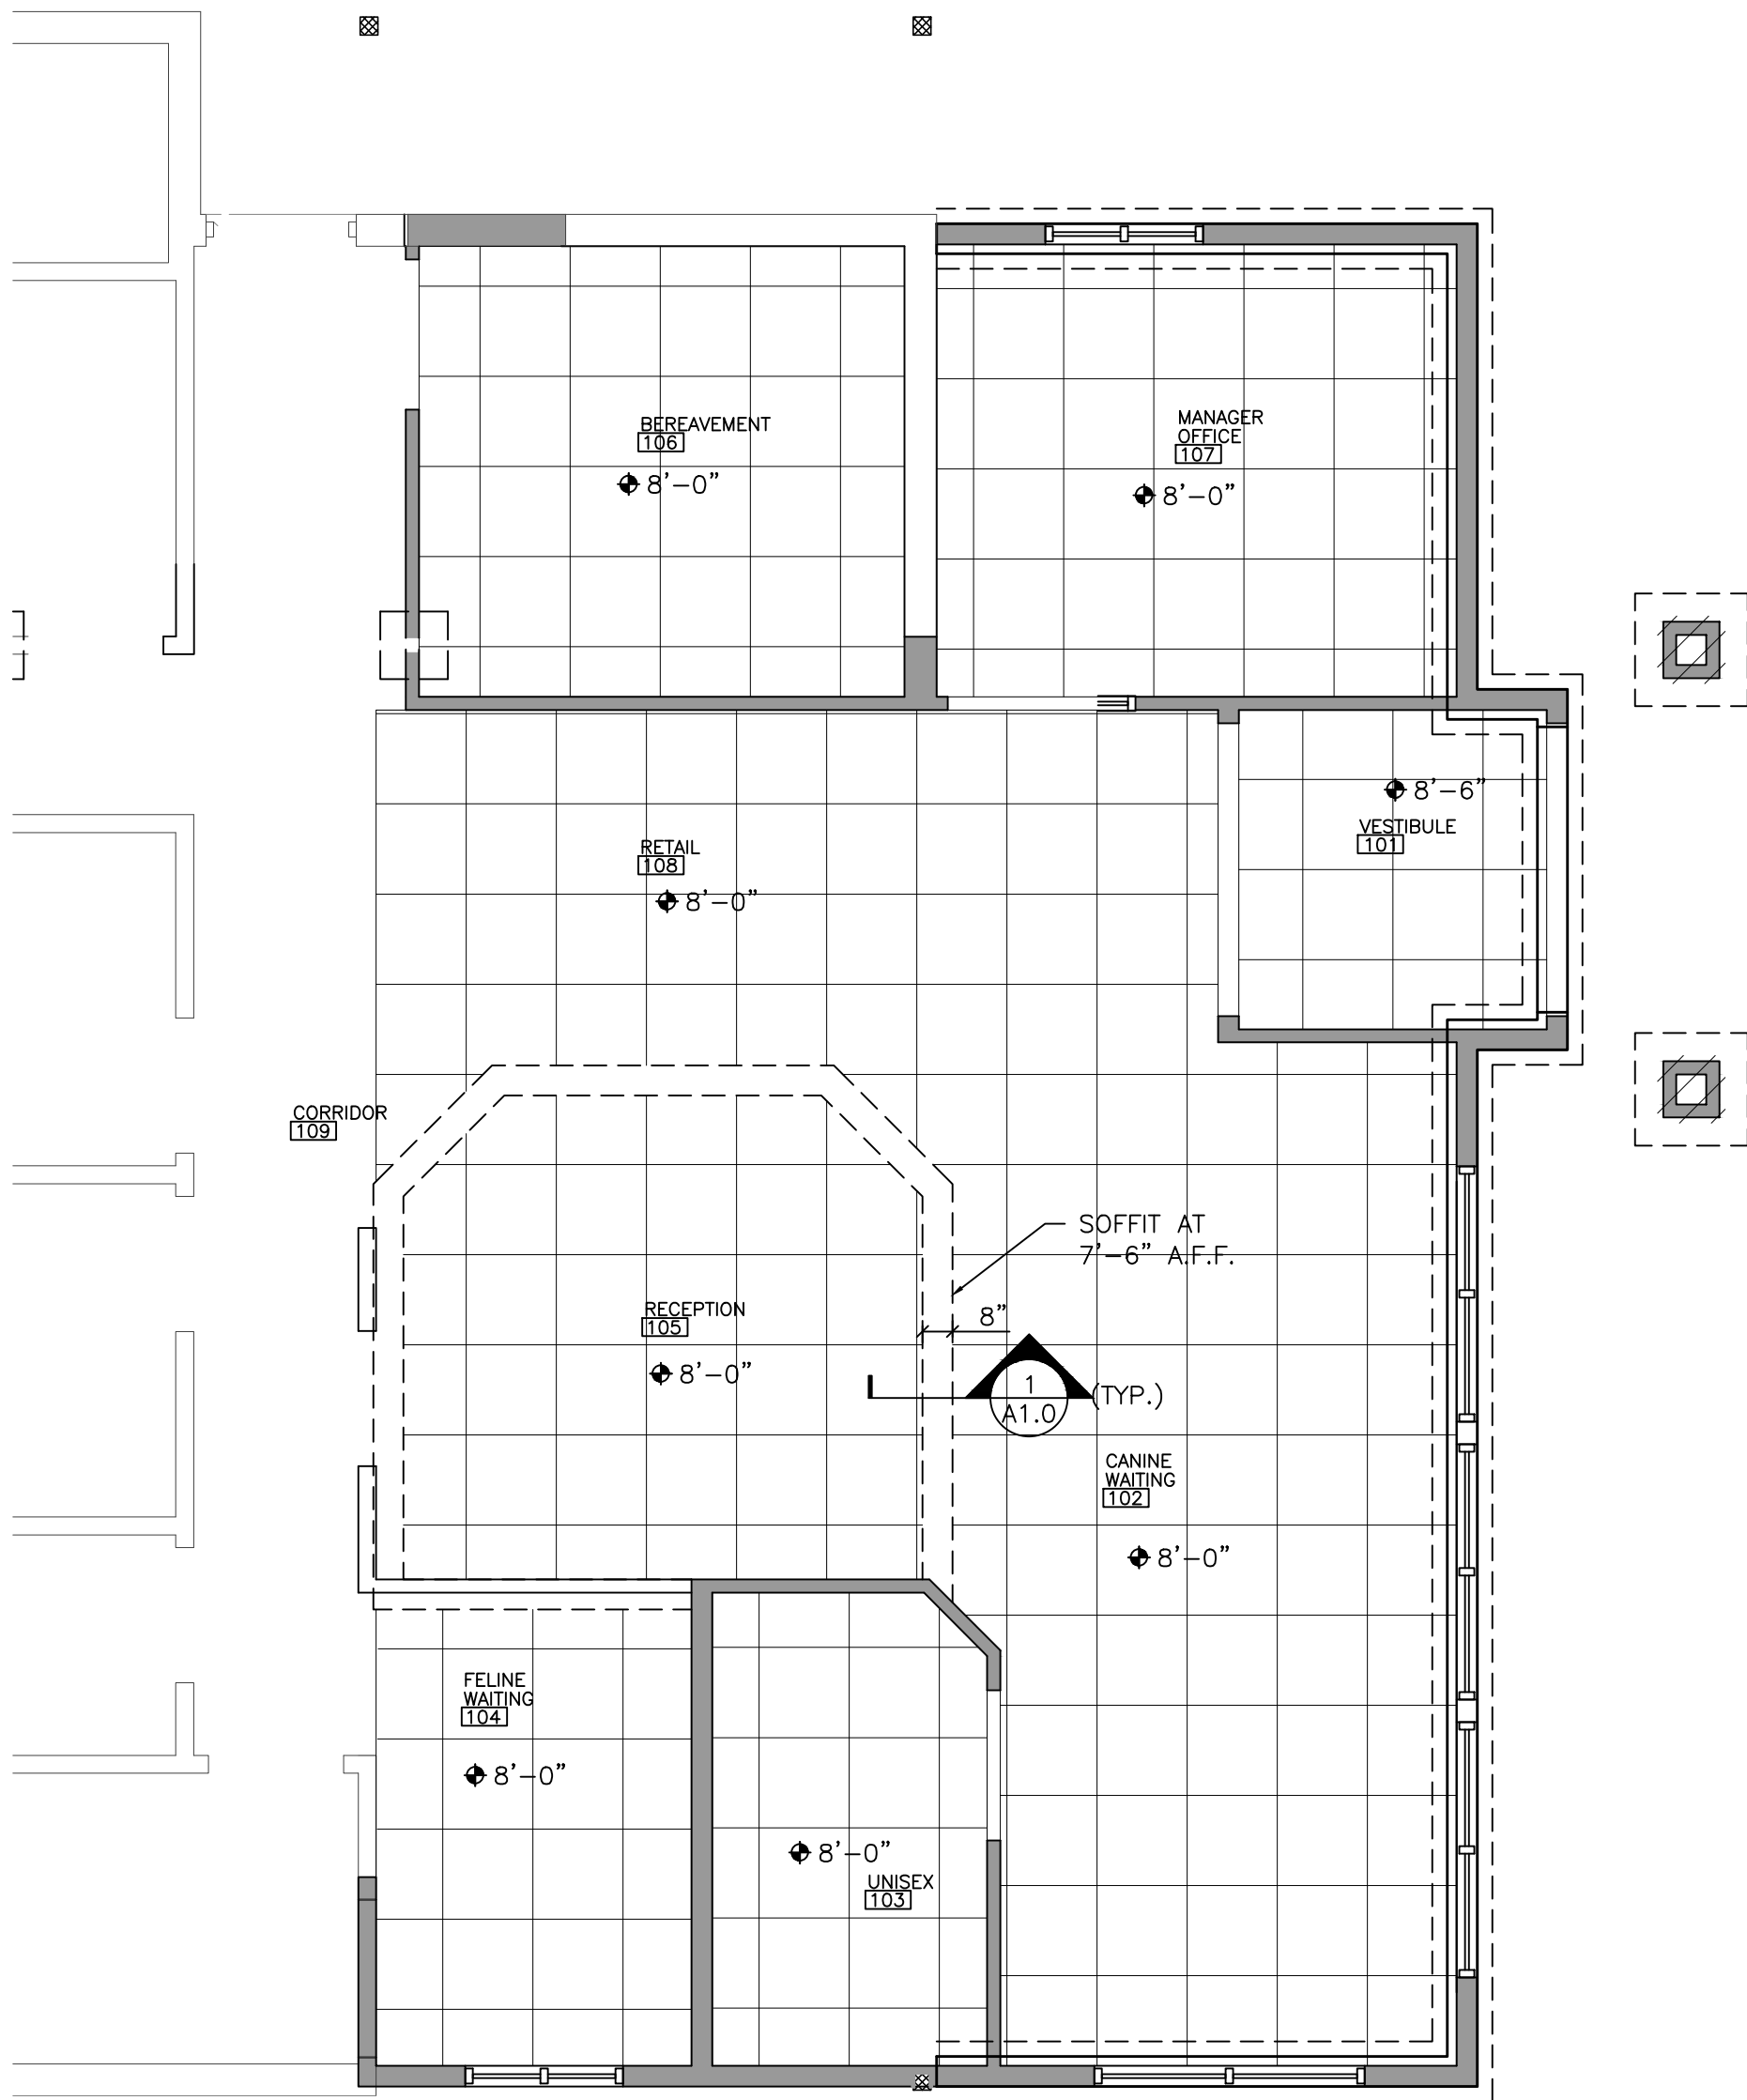 BEREAVEMENT
106
8'-0"
MANAGER
OFFICE
107
8'-0"
8'-6"
VESTIBULE
101
RETAIL
108
8'-0"
CORRIDOR
109
SOFFIT AT
7'-6" A.F.F.
RECEPTION
105
8"
8'-0"
1
A1.0
(TYP.)
CANINE
WAITING
102
8'-0"
FELINE
WAITING
104
8'-0"
8'-0"
UNISEX
103